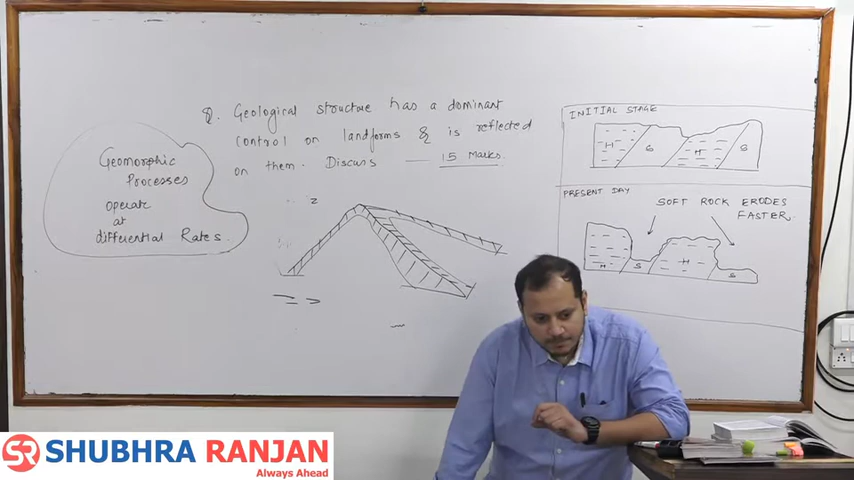 Q. Geological structure has a dominant
control on landforms & is reflected
on them. Discuss — 15 Marks.
Geomorphic
Processes
operate
at
differential Rates.
INITIAL STAGE
H S H S
PRESENT DAY
SOFT ROCK ERODES
FASTER.
H S H S
SR SHUBHRA RANJAN
Always Ahead